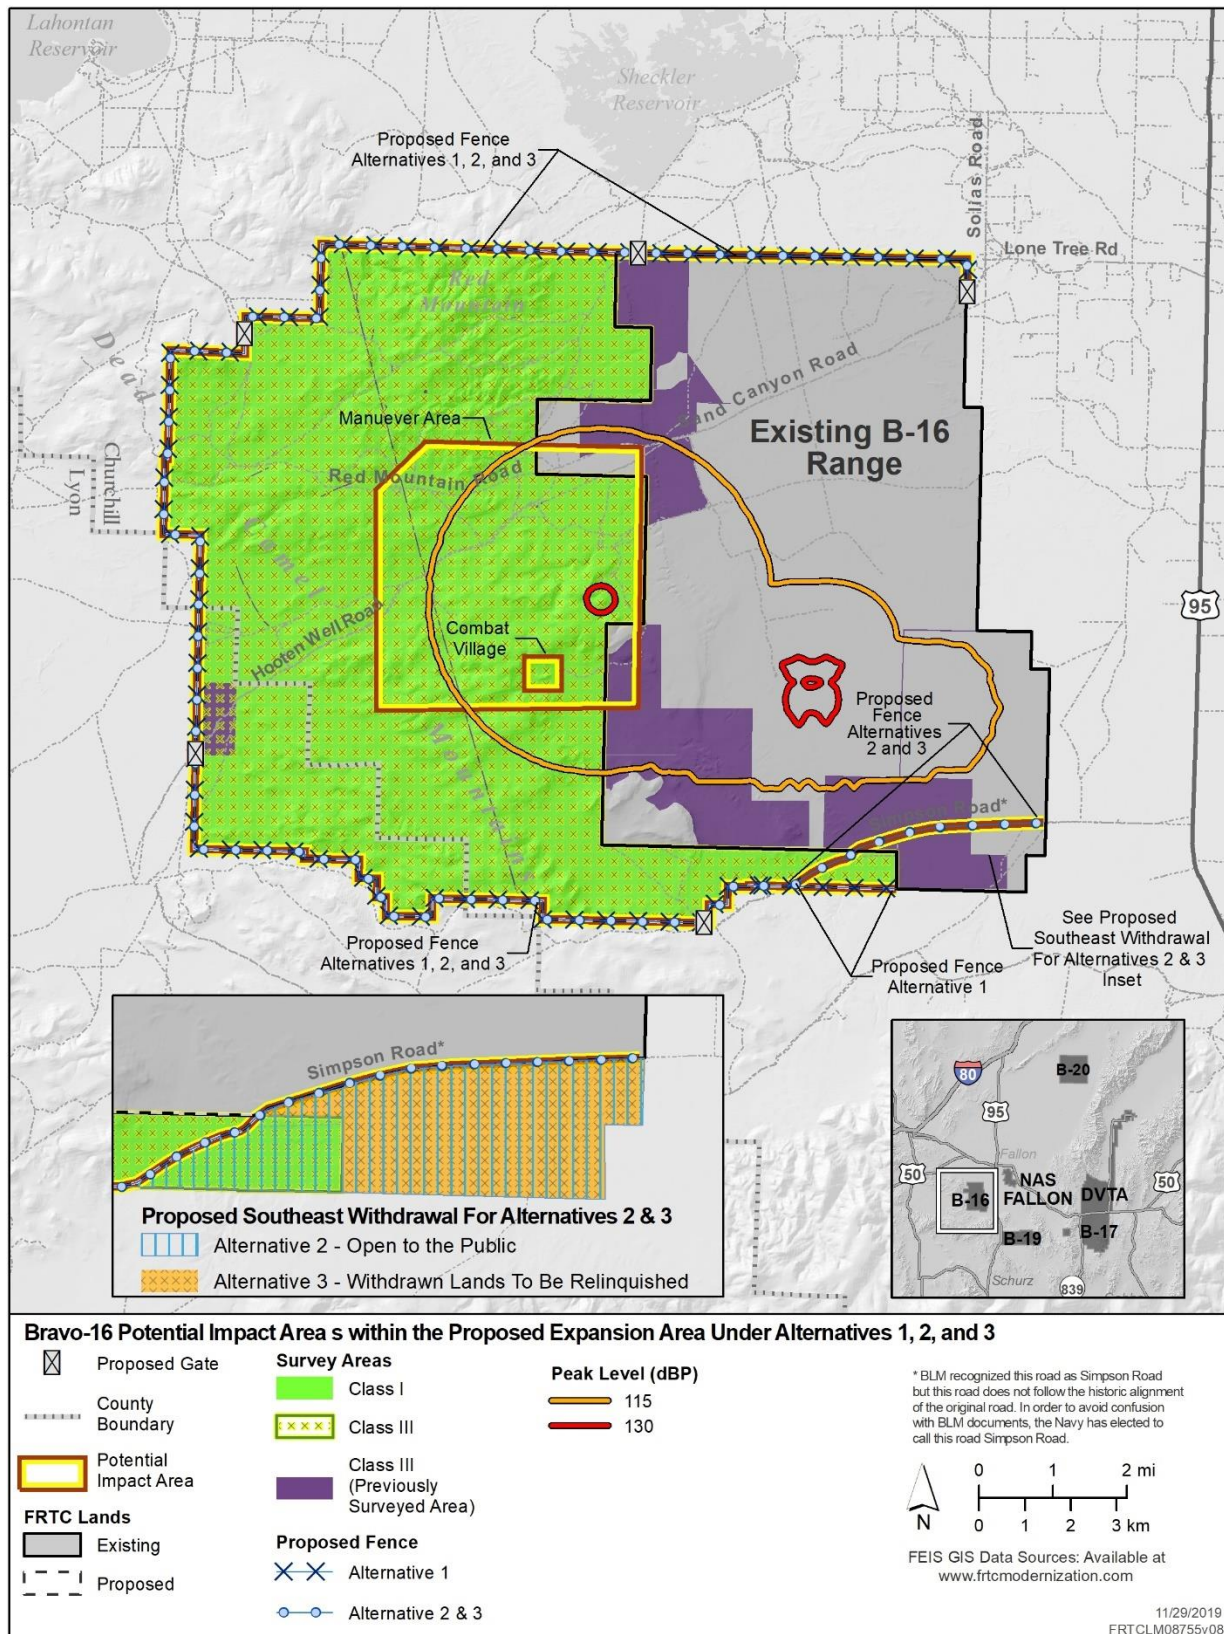 Lahontan
Reservoir
Sheckler
Reservoir
Proposed Fence
Alternatives 1, 2, and 3
Solias Road
Lone Tree Rd
Red
Mountain
Dead
Camel
Mountains
Churchill
Lyon
Manuever Area
Sand Canyon Road
Red Mountain Road
Existing B-16
Range
95
Hooten Well Road
Combat
Village
Proposed
Fence
Alternatives
2 and 3
Simpson Road*
Proposed Fence
Alternatives 1, 2, and 3
Proposed Fence
Alternative 1
See Proposed
Southeast Withdrawal
For Alternatives 2 & 3
Inset
Simpson Road*
Proposed Southeast Withdrawal For Alternatives 2 & 3
Alternative 2 - Open to the Public
Alternative 3 - Withdrawn Lands To Be Relinquished
80
B-20
95
50
Fallon
NAS
FALLON
DVTA
50
B-16
B-19
B-17
Schurz
839
Bravo-16 Potential Impact Area s within the Proposed Expansion Area Under Alternatives 1, 2, and 3
Proposed Gate
County
Boundary
Potential
Impact Area
FRTC Lands
Existing
Proposed
Survey Areas
Class I
Class III
Class III
(Previously
Surveyed Area)
Proposed Fence
Alternative 1
Alternative 2 & 3
Peak Level (dBP)
115
130
* BLM recognized this road as Simpson Road
but this road does not follow the historic alignment
of the original road. In order to avoid confusion
with BLM documents, the Navy has elected to
call this road Simpson Road.
N
0 1 2 mi
0 1 2 3 km
FEIS GIS Data Sources: Available at
www.frtcmodernization.com
11/29/2019
FRTCLM08755v08